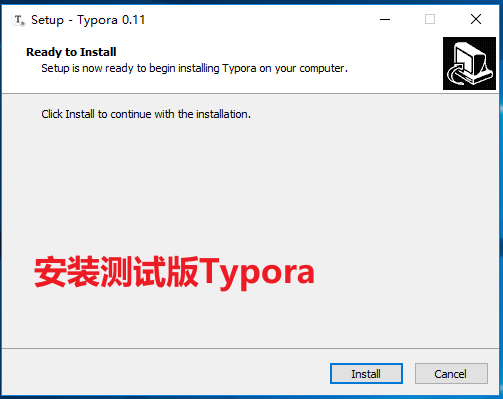 Setup - Typora 0.11
Ready to Install
Setup is now ready to begin installing Typora on your computer.
Click Install to continue with the installation.
安装测试版Typora
Install
Cancel